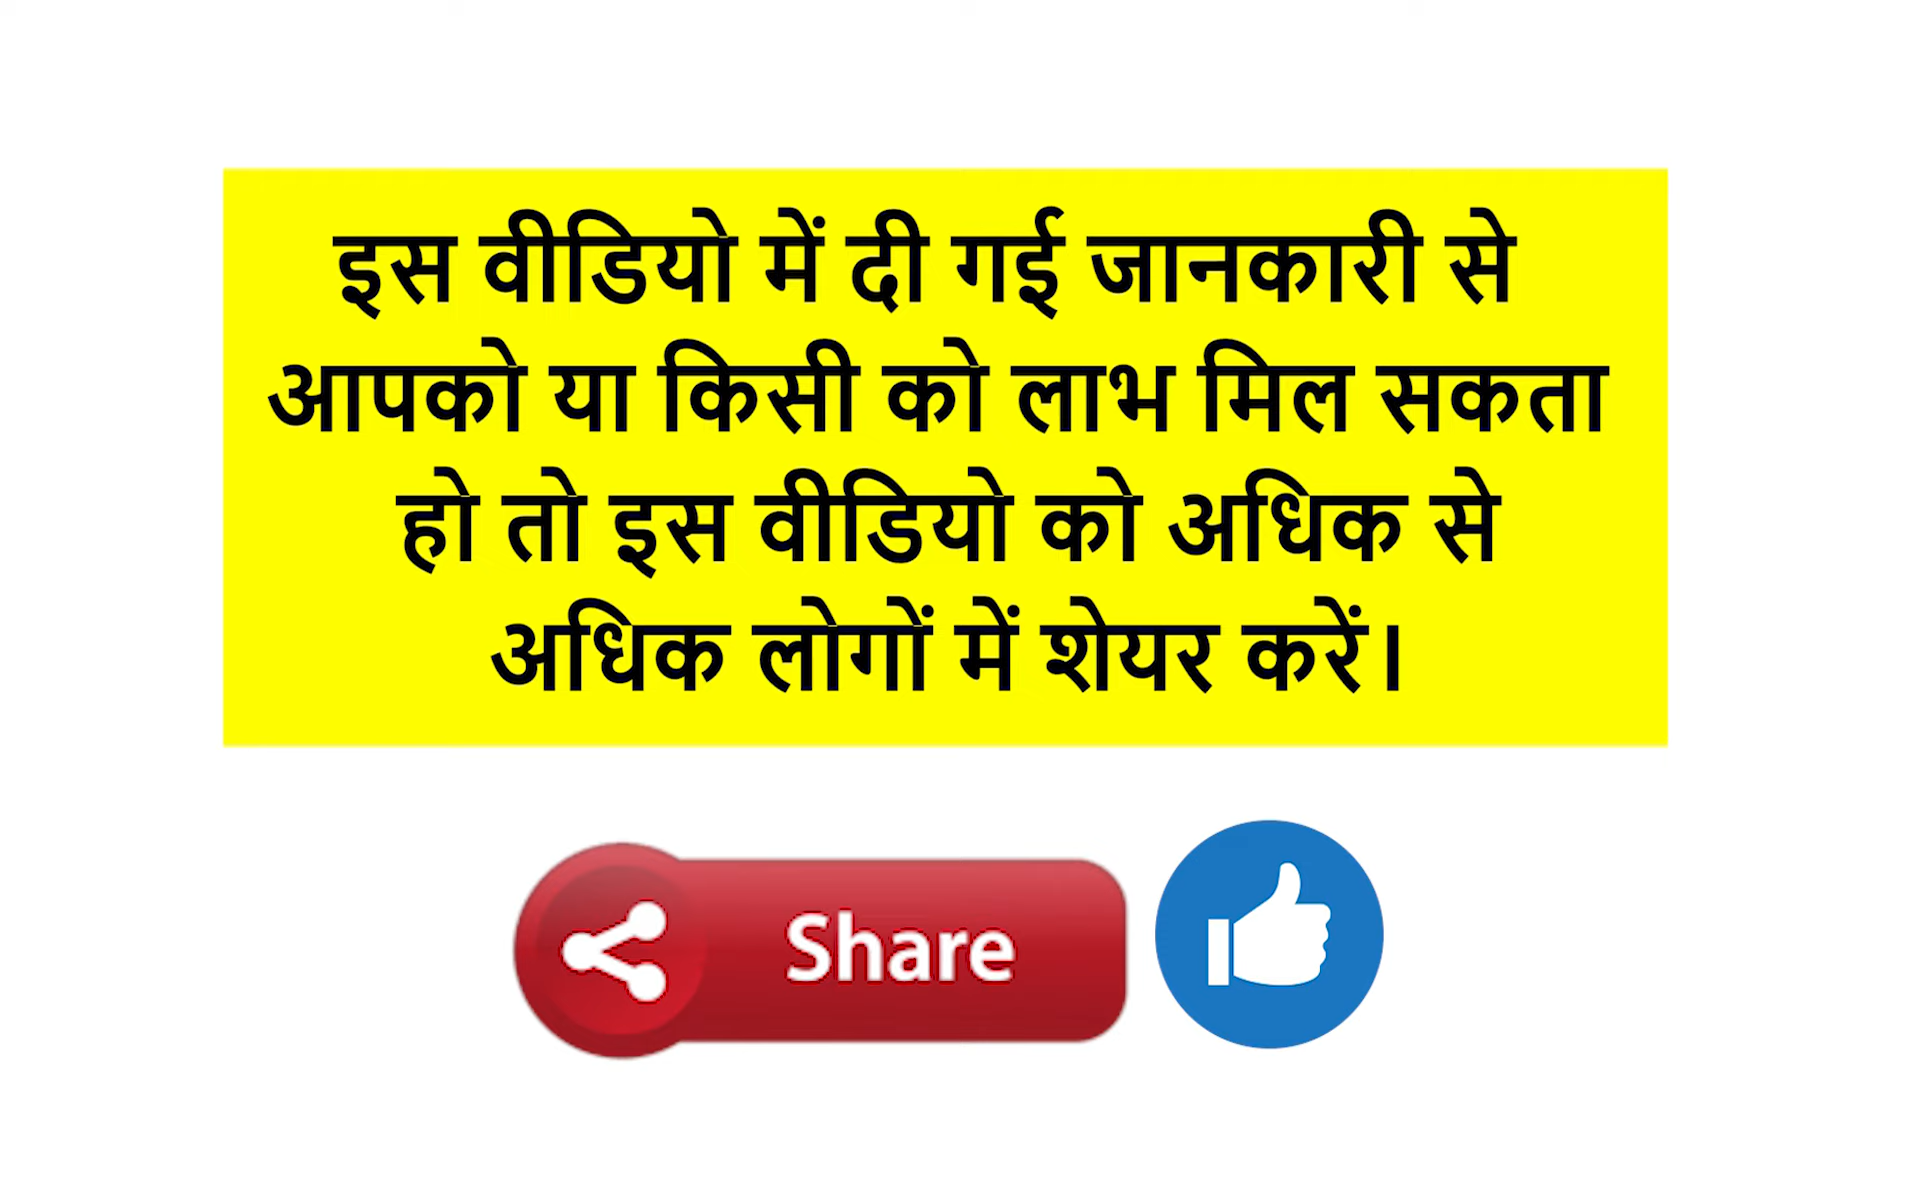 इस वीडियो में दी गई जानकारी से
आपको या किसी को लाभ मिल सकता
हो तो इस वीडियो को अधिक से
अधिक लोगों में शेयर करें।
Share